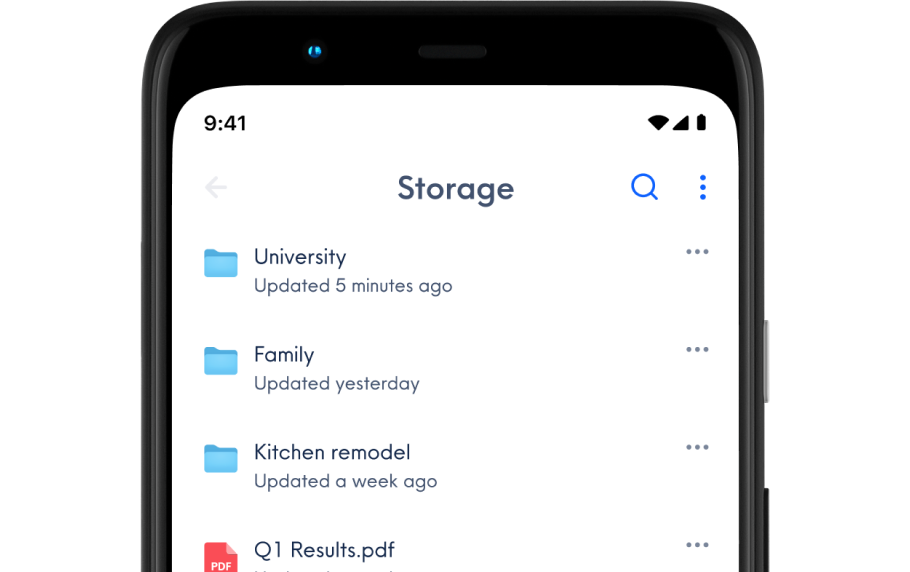 9:41
Storage
University
Updated 5 minutes ago
Family
Updated yesterday
Kitchen remodel
Updated a week ago
Q1 Results.pdf
PDF